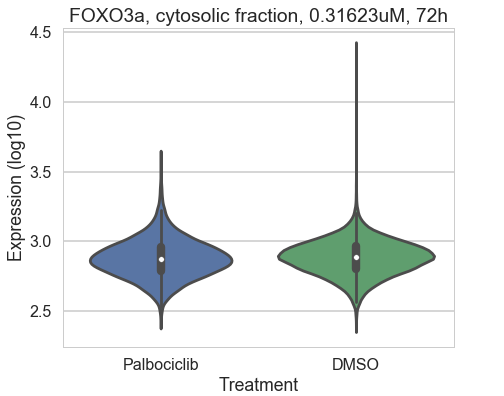 FOXO3a, cytosolic fraction, 0.31623uM, 72h
4.5
4.0
3.5
3.0
2.5
Expression (log10)
Palbociclib
DMSO
Treatment